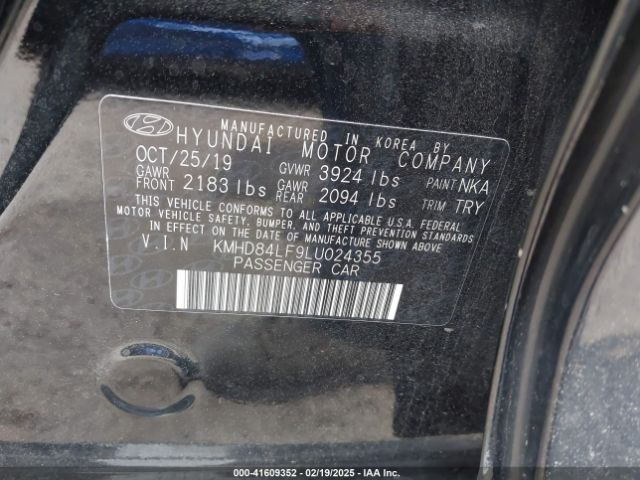 MANUFACTURED IN KOREA BY
HYUNDAI MOTOR COMPANY
OCT/25/19 GVWR 3924 lbs PAINT NKA
GAWR FRONT 2183 lbs GAWR REAR 2094 lbs TRIM TRY
THIS VEHICLE CONFORMS TO ALL APPLICABLE U.S.A. FEDERAL
MOTOR VEHICLE SAFETY, BUMPER, AND THEFT PREVENTION STANDARDS
IN EFFECT ON THE DATE OF MANUFACTURE SHOWN ABOVE.
V.I.N KMHD84LF9LU024355
PASSENGER CAR
000-41609352 - 02/19/2025 - IAA Inc.